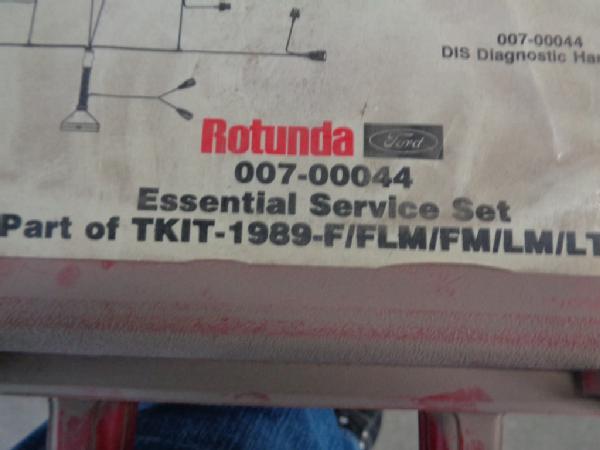 007-00044
DIS Diagnostic
Rotunda Ford
007-00044
Essential Service Set
Part of TKIT-1989-F/FLM/FM/LM/LT